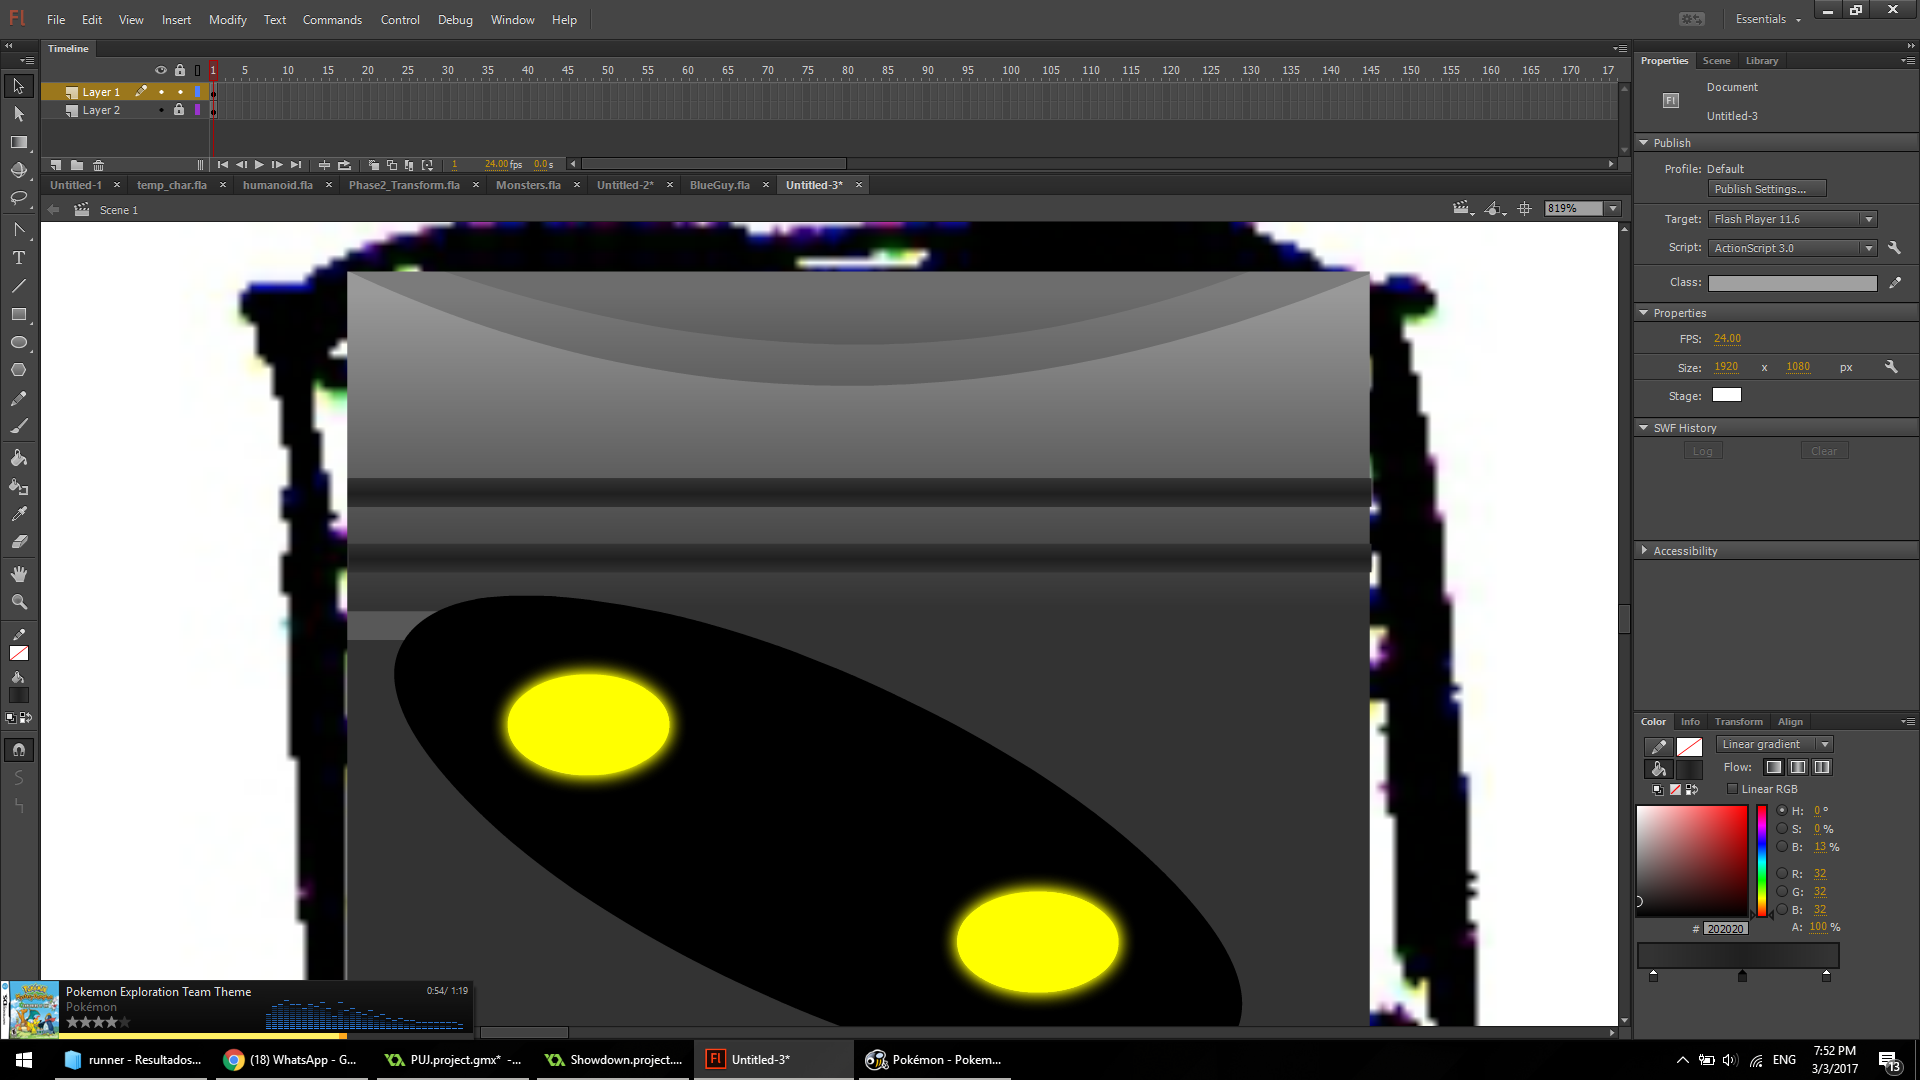 Fl File Edit View Insert Modify Text Commands Control Debug Window Help Essentials
Timeline
1 5 10 15 20 25 30 35 40 45 50 55 60 65 70 75 80 85 90 95 100 105 110 115 120 125 130 135 140 145 150 155 160 165 170 17
Layer 1
Layer 2
1 24.00 fps 0.0 s
Untitled-1 temp_char.fla humanoid.fla Phase2_Transform.fla Monsters.fla Untitled-2* BlueGuy.fla Untitled-3*
Scene 1 819%
Properties Scene Library
Fl Document
Untitled-3
Publish
Profile: Default
Publish Settings...
Target: Flash Player 11.6
Script: ActionScript 3.0
Class:
Properties
FPS: 24.00
Size: 1920 x 1080 px
Stage:
SWF History
Log Clear
Accessibility
Color Info Transform Align
Linear gradient
Flow:
Linear RGB
H: 0 °
S: 0 %
B: 13 %
R: 32
G: 32
B: 32
# 202020 A: 100 %
Pokemon Exploration Team Theme 0:54/ 1:19
Pokémon
runner - Resultados... (18) WhatsApp - G... PUJ.project.gmx* -... Showdown.project.... Fl Untitled-3* Pokémon - Pokem... ENG 7:52 PM
3/3/2017 13